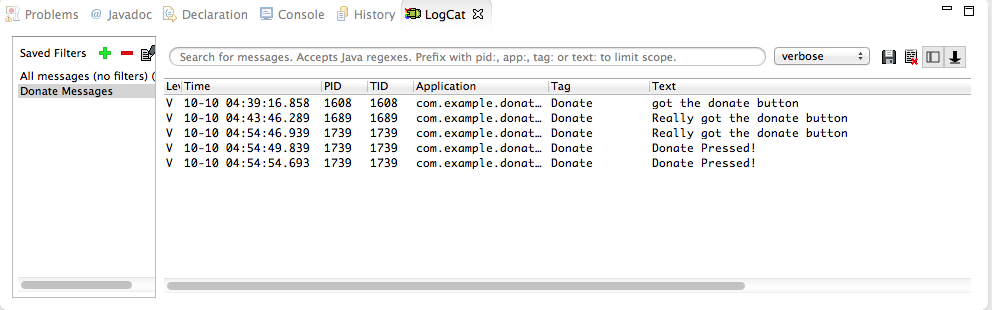 Problems @ Javadoc Declaration Console History LogCat
Saved Filters
All messages (no filters) (
Donate Messages
Search for messages. Accepts Java regexes. Prefix with pid:, app:, tag: or text: to limit scope. verbose
Lev Time PID TID Application Tag Text
V 10-10 04:39:16.858 1608 1608 com.example.donat… Donate got the donate button
V 10-10 04:43:46.289 1689 1689 com.example.donat… Donate Really got the donate button
V 10-10 04:54:46.939 1739 1739 com.example.donat… Donate Really got the donate button
V 10-10 04:54:49.839 1739 1739 com.example.donat… Donate Donate Pressed!
V 10-10 04:54:54.693 1739 1739 com.example.donat… Donate Donate Pressed!